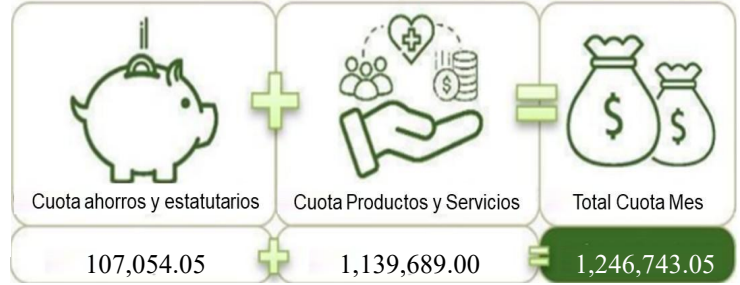 Cuota ahorros y estatutarios
Cuota Productos y Servicios
Total Cuota Mes
107,054.05 + 1,139,689.00 = 1,246,743.05